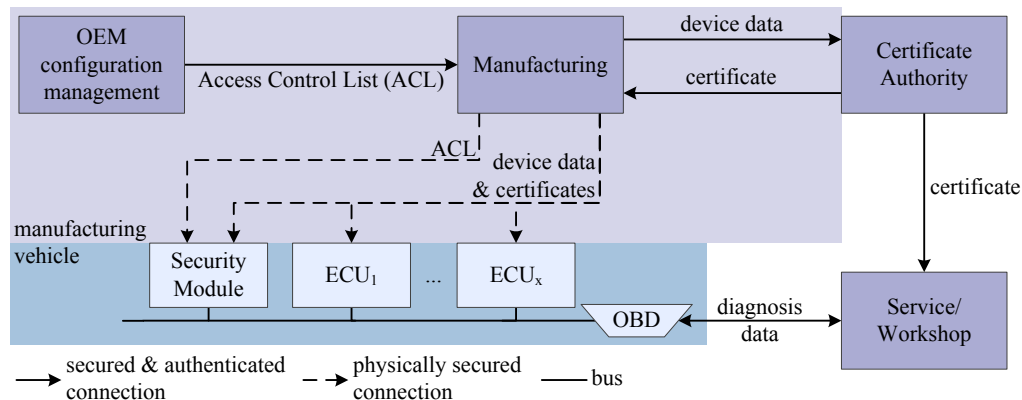 OEM
configuration
management
Access Control List (ACL)
Manufacturing
device data
certificate
Certificate
Authority
ACL
device data
& certificates
certificate
manufacturing
vehicle
Security
Module
ECU1
...
ECUx
OBD
diagnosis
data
Service/
Workshop
secured & authenticated
connection
physically secured
connection
bus